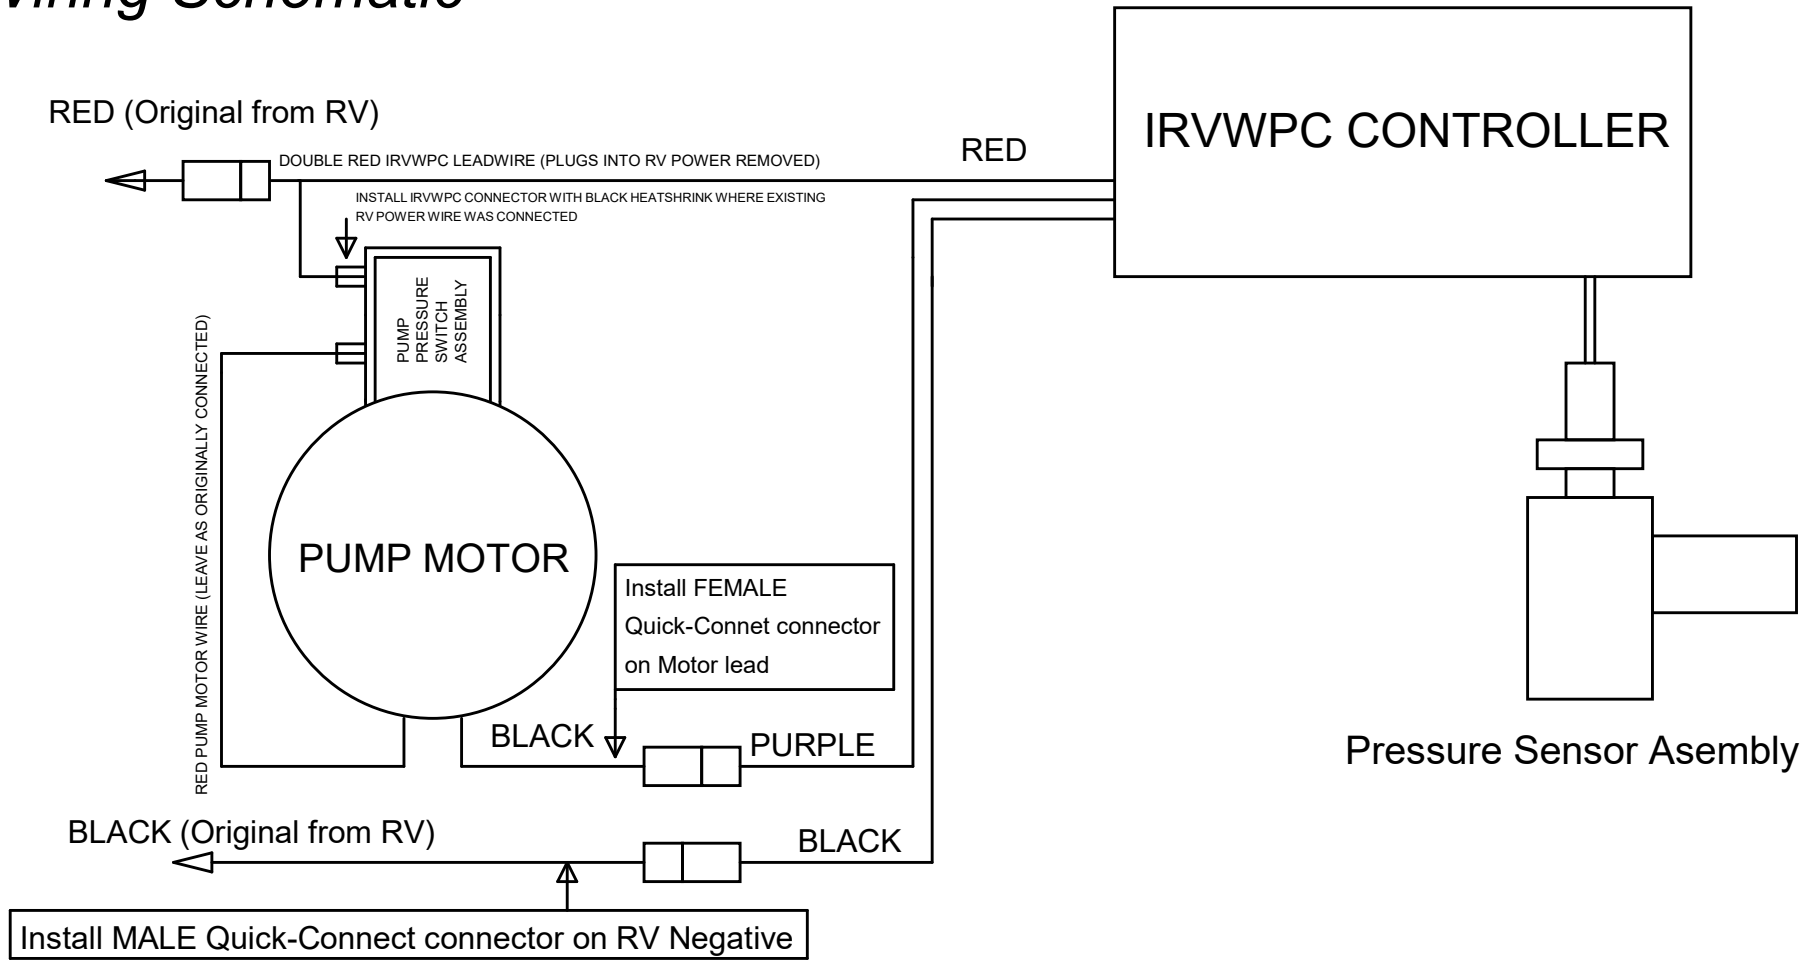 Wiring Schematic
RED (Original from RV)
DOUBLE RED IRVWPC LEADWIRE (PLUGS INTO RV POWER REMOVED)
RED
IRVWPC CONTROLLER
INSTALL IRVWPC CONNECTOR WITH BLACK HEATSHRINK WHERE EXISTING
RV POWER WIRE WAS CONNECTED
PUMP
PRESSURE
SWITCH
ASSEMBLY
RED PUMP MOTOR WIRE (LEAVE AS ORIGINALLY CONNECTED)
PUMP MOTOR
Install FEMALE
Quick-Connet connector
on Motor lead
BLACK
PURPLE
Pressure Sensor Asembly
BLACK (Original from RV)
BLACK
Install MALE Quick-Connect connector on RV Negative